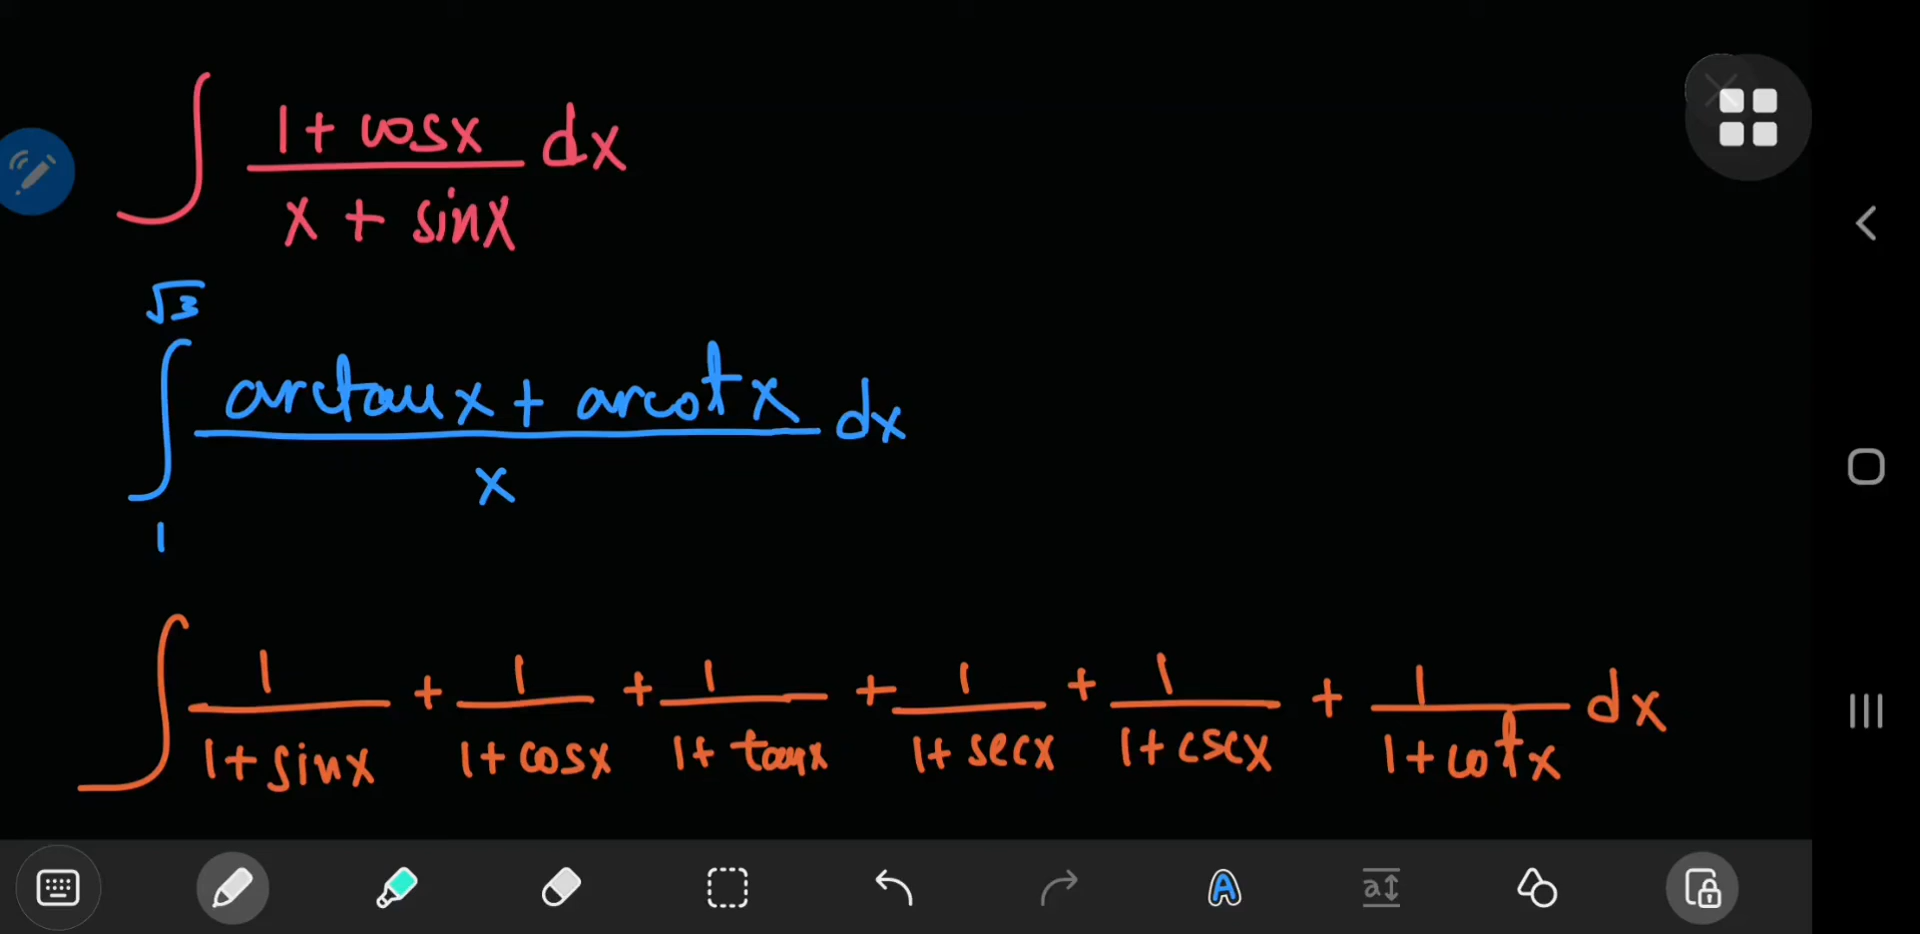 ∫ (1 + cosx)/(x + sinx) dx
∫₁^√3 (arctanx + arccotx)/x dx
∫ 1/(1+sinx) + 1/(1+cosx) + 1/(1+tanx) + 1/(1+secx) + 1/(1+cscx) + 1/(1+cotx) dx